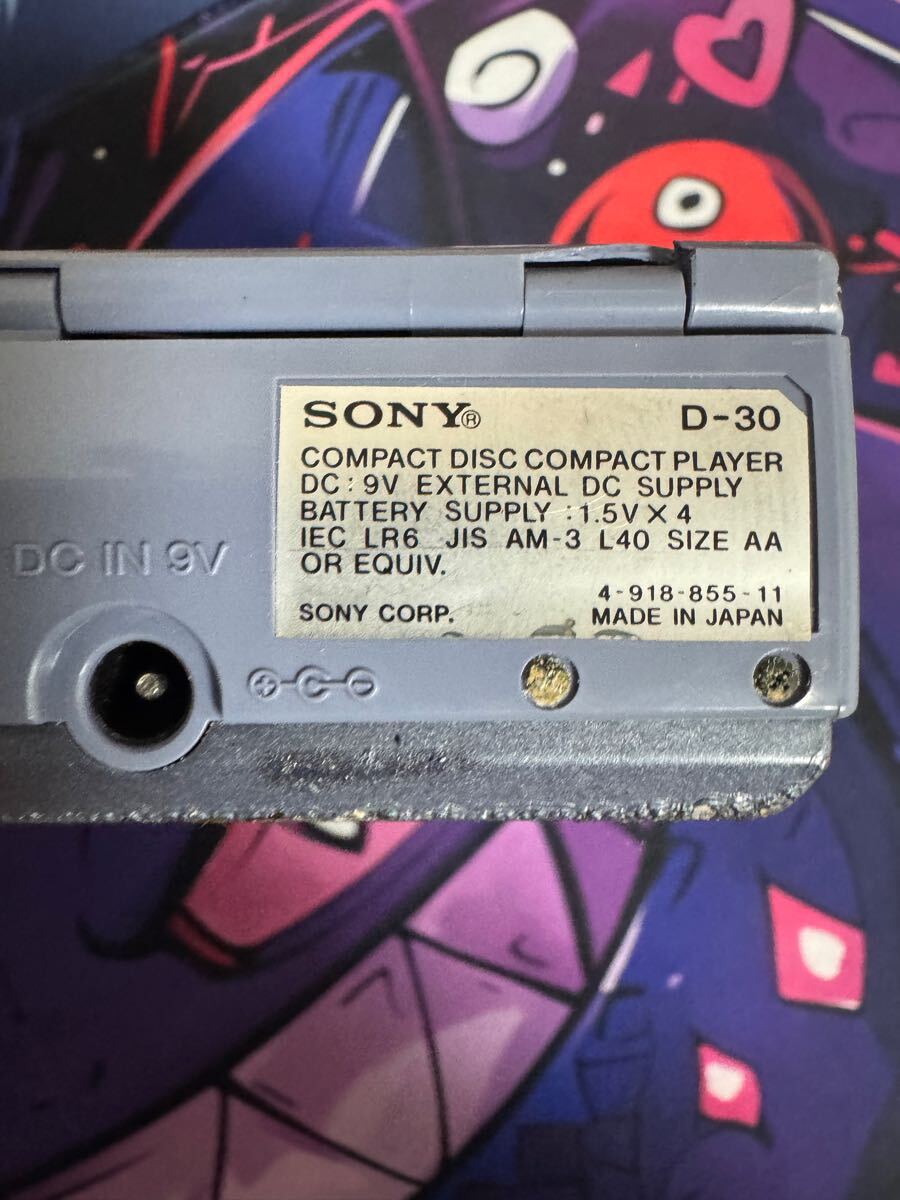 SONY® D-30
COMPACT DISC COMPACT PLAYER
DC : 9V EXTERNAL DC SUPPLY
BATTERY SUPPLY : 1.5V X 4
IEC LR6 JIS AM-3 L40 SIZE AA
OR EQUIV.
4-918-855-11
SONY CORP. MADE IN JAPAN
DC IN 9V